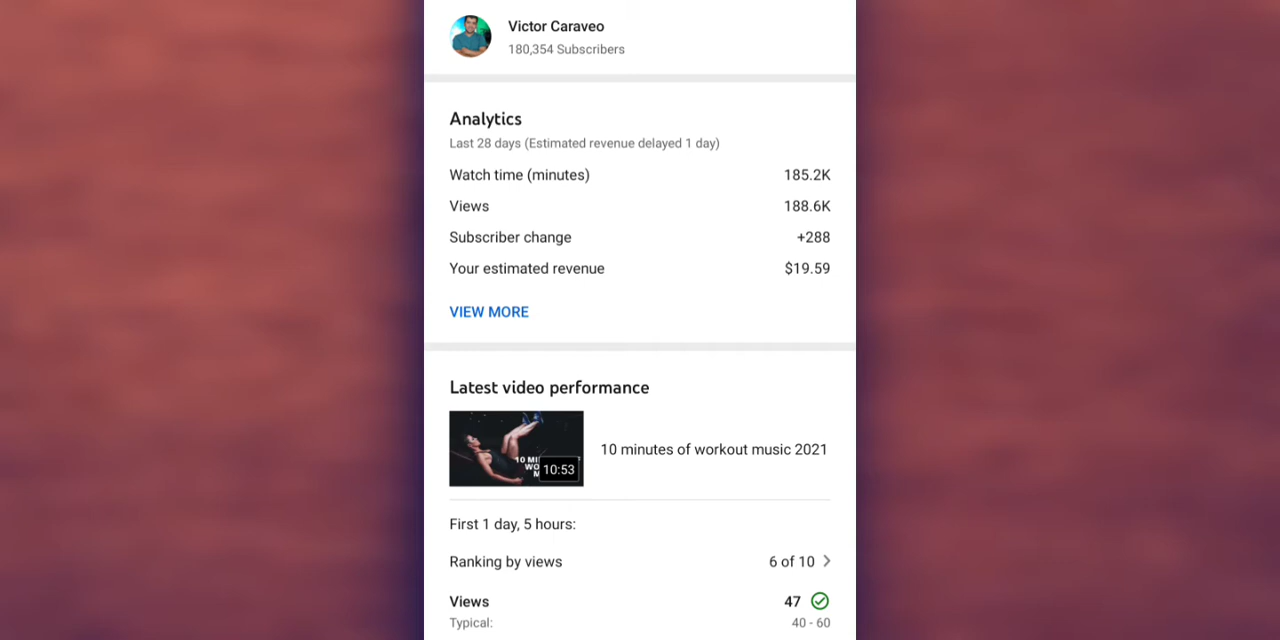 Victor Caraveo
180,354 Subscribers
Analytics
Last 28 days (Estimated revenue delayed 1 day)
Watch time (minutes) 185.2K
Views 188.6K
Subscriber change +288
Your estimated revenue $19.59
VIEW MORE
Latest video performance
10 MI
WO
M
10:53
10 minutes of workout music 2021
First 1 day, 5 hours:
Ranking by views 6 of 10
Views 47
Typical: 40 - 60